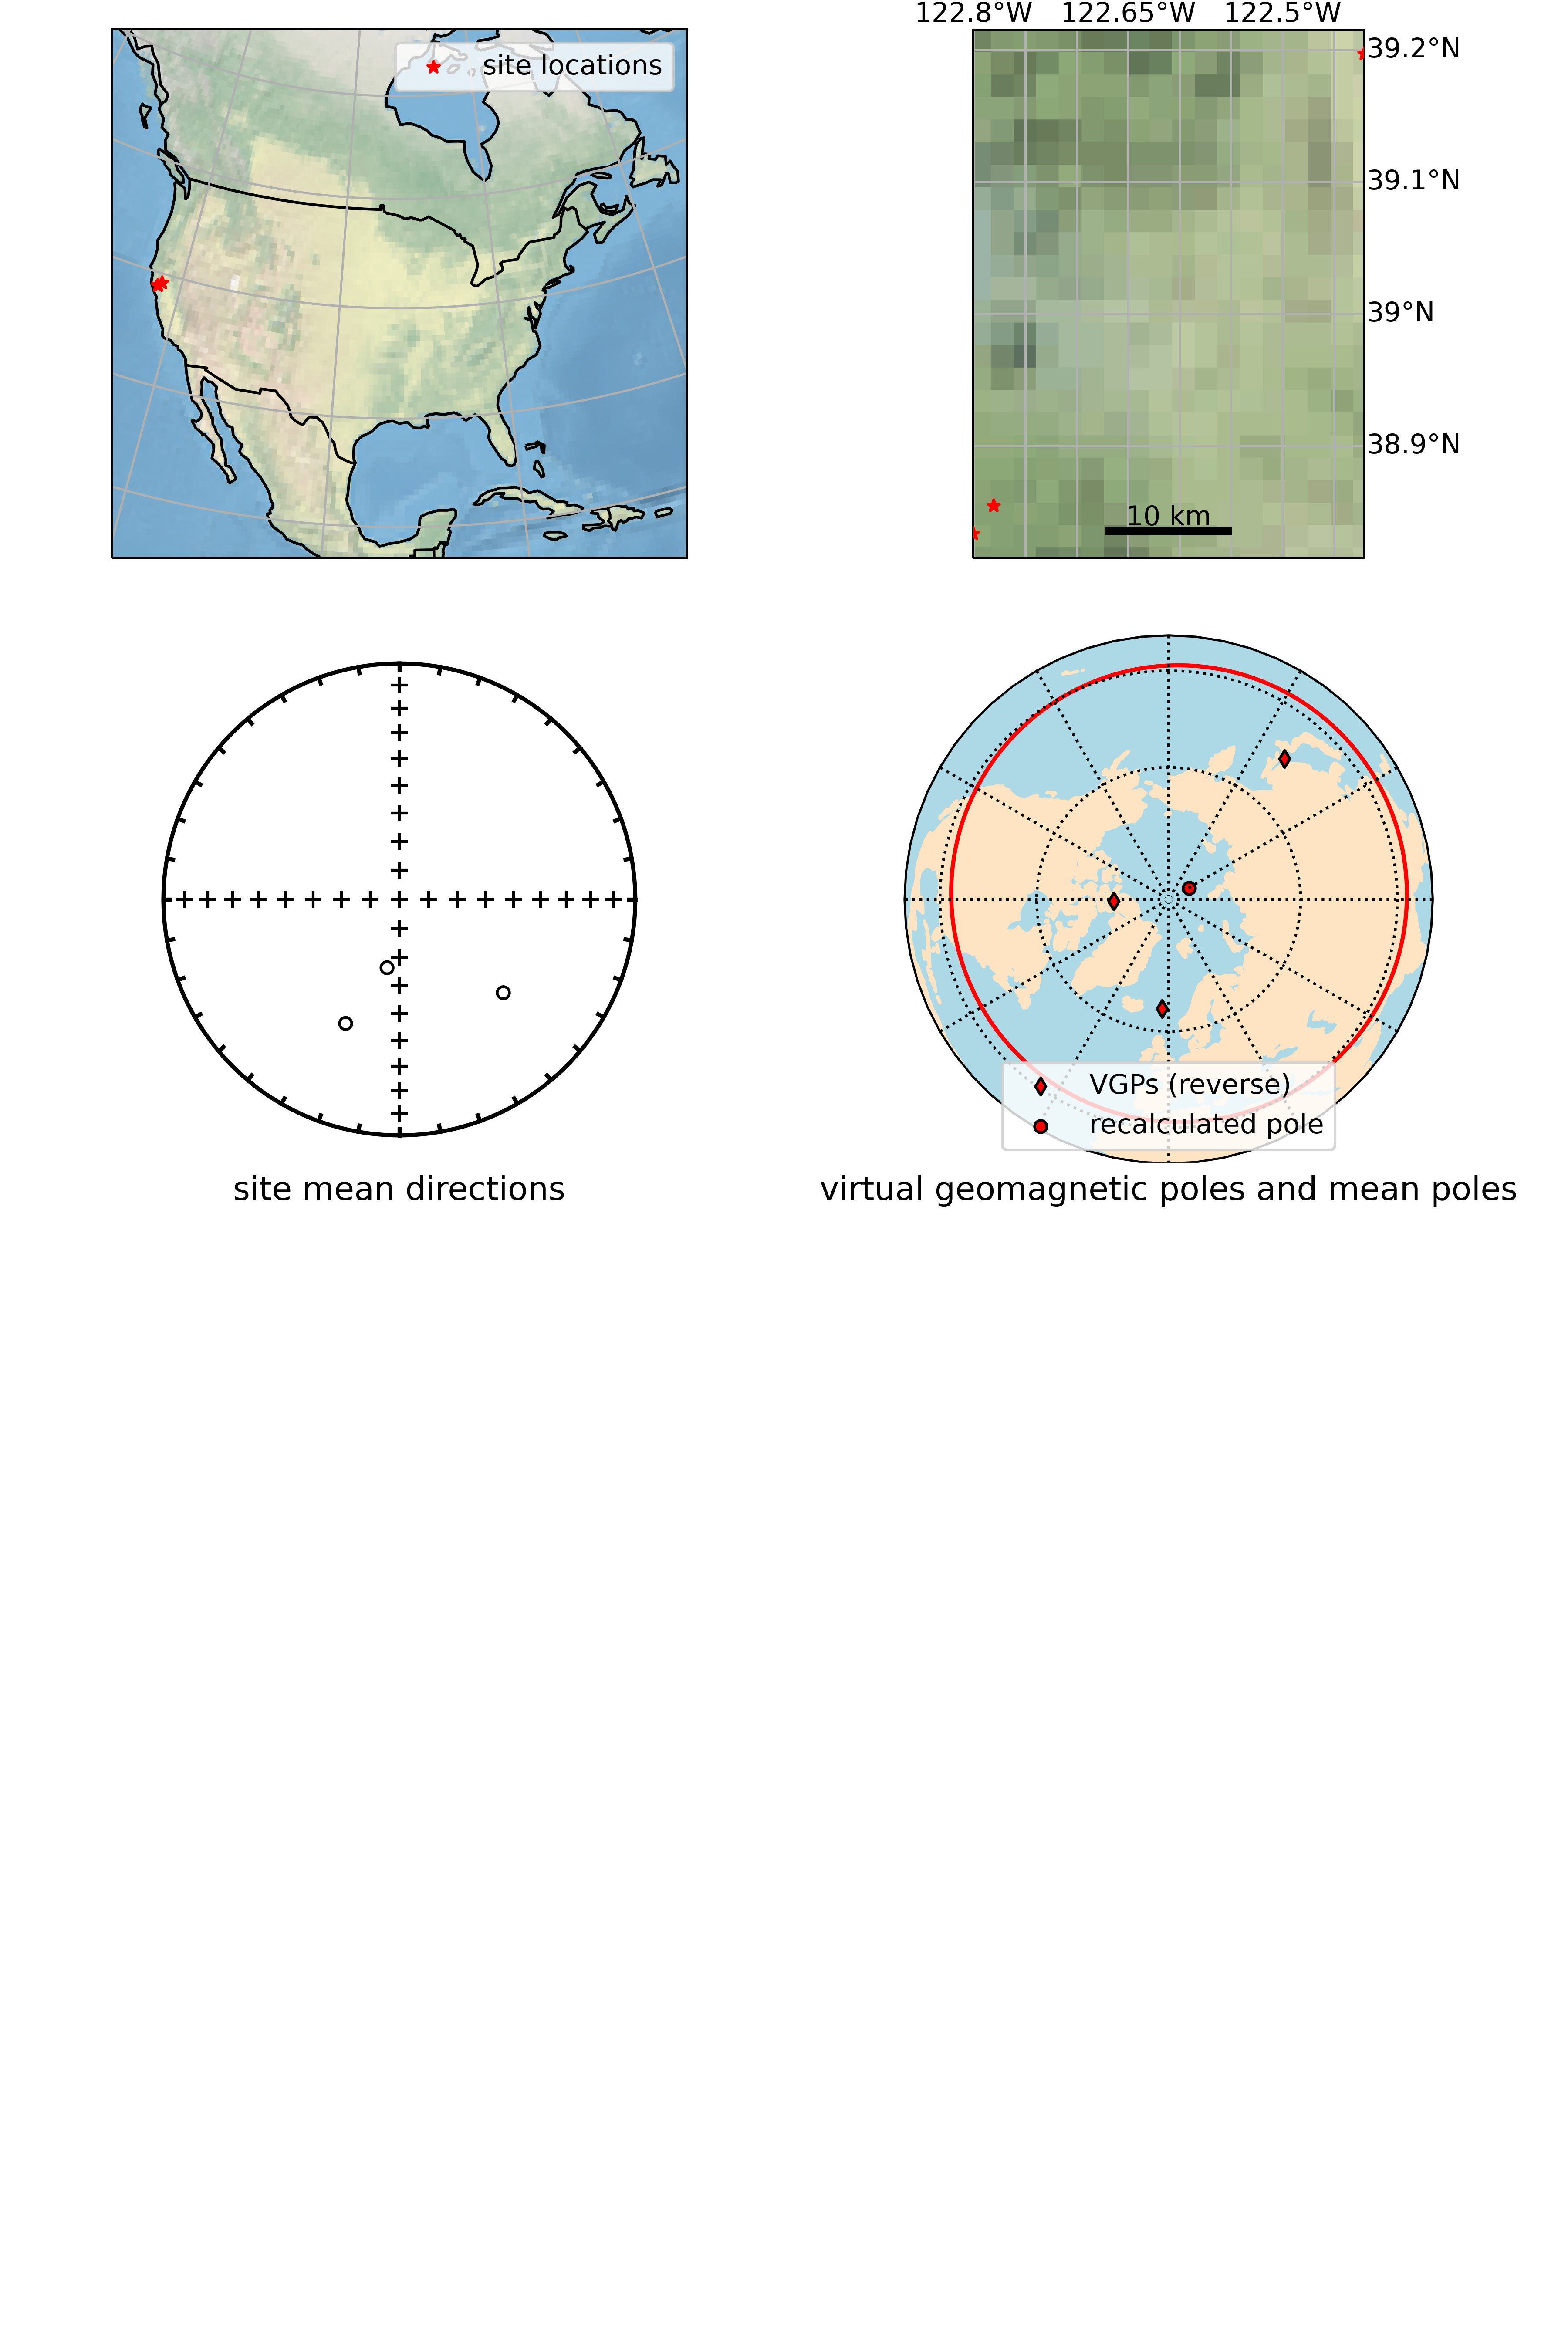 site locations
122.8°W 122.65°W 122.5°W
39.2°N
39.1°N
39°N
38.9°N
10 km
site mean directions
VGPs (reverse)
recalculated pole
virtual geomagnetic poles and mean poles